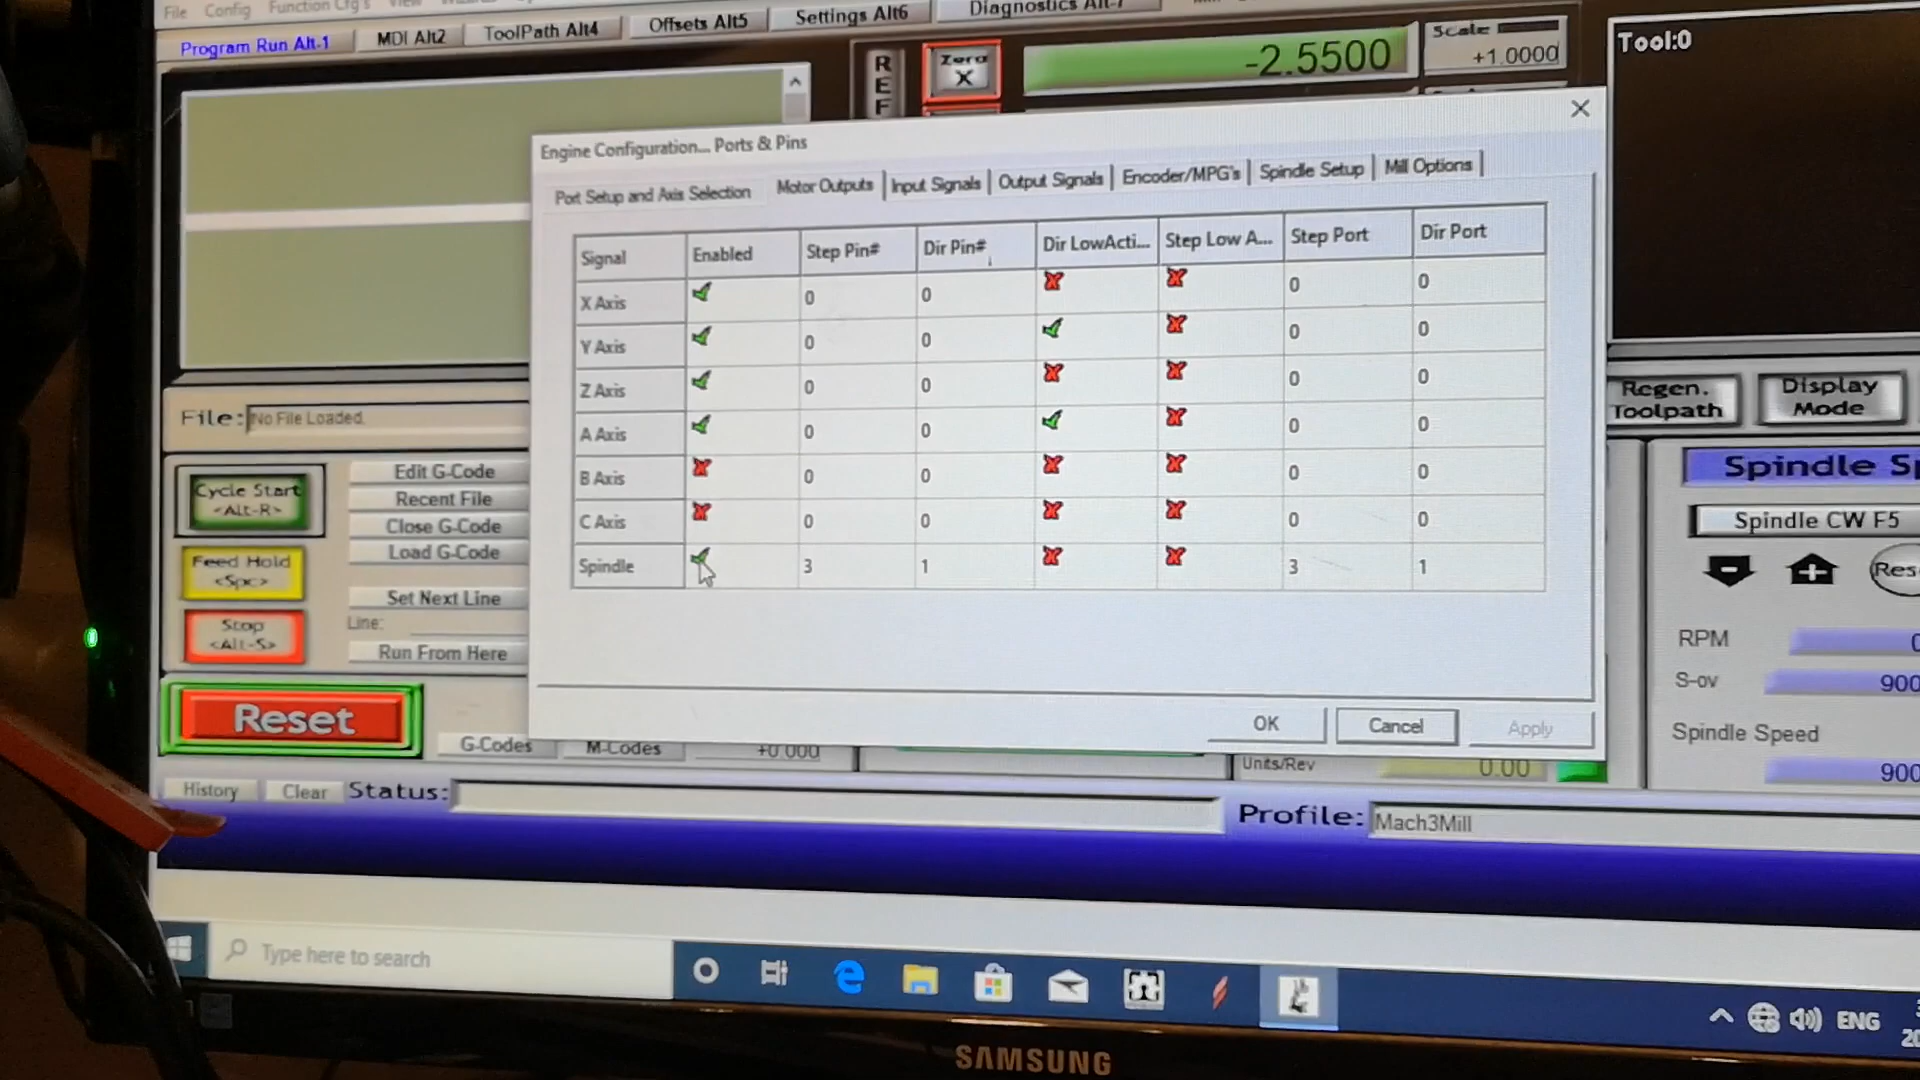 File Config Function Cfg's View
Program Run Alt-1 MDI Alt2 ToolPath Alt4 Offsets Alt5 Settings Alt6 Diagnostics Alt-7
REF
Zero
X
-2.5500
Scale
+1.0000
Tool:0
Engine Configuration... Ports & Pins
Port Setup and Axis Selection Motor Outputs Input Signals Output Signals Encoder/MPG's Spindle Setup Mill Options
Signal Enabled Step Pin# Dir Pin# Dir LowActi... Step Low A... Step Port Dir Port
X Axis 0 0 0 0
Y Axis 0 0 0 0
Z Axis 0 0 0 0
A Axis 0 0 0 0
B Axis 0 0 0 0
C Axis 0 0 0 0
Spindle 3 1 3 1
OK Cancel Apply
File: No File Loaded.
Cycle Start
<Alt-R>
Feed Hold
<Spc>
Stop
<Alt-S>
Reset
Edit G-Code
Recent File
Close G-Code
Load G-Code
Set Next Line
Line:
Run From Here
G-Codes M-Codes +0.000
Units/Rev 0.00
Regen.
Toolpath
Display
Mode
Spindle Sp
Spindle CW F5
- + Res
RPM 0
S-ov 900
Spindle Speed
900
History Clear Status:
Profile: Mach3Mill
Type here to search
ENG
SAMSUNG